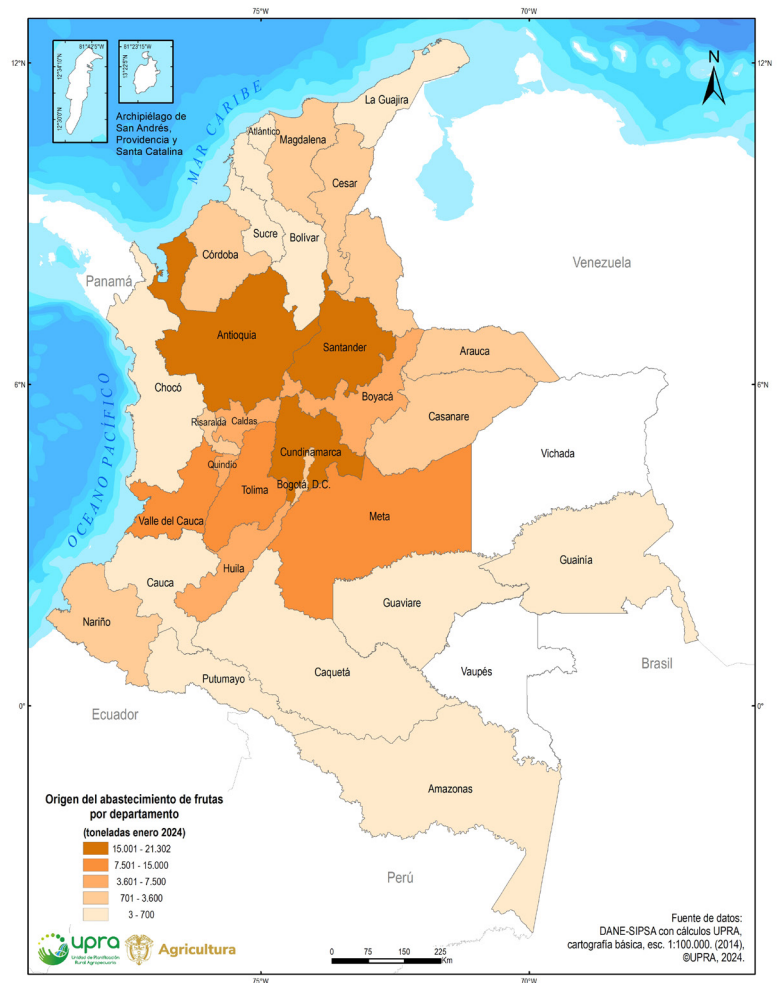 75°W
70°W
12°N
81°42'5"W
81°23'15"W
12°34'0"N
12°00'0"N
13°22'5"N
N
Archipiélago de
San Andrés,
Providencia y
Santa Catalina
MAR CARIBE
La Guajira
Atlántico
Magdalena
Cesar
Sucre
Bolívar
Córdoba
Panamá
Venezuela
Antioquia
Santander
Arauca
6°N
6°N
Chocó
Boyacá
Casanare
Risaralda
Caldas
Cundinamarca
Vichada
Quindío
Bogotá, D.C.
Tolima
Valle del Cauca
Meta
OCEANO PACÍFICO
Huila
Guainía
Cauca
Guaviare
Nariño
Caquetá
Vaupés
Brasil
Putumayo
0°
0°
Ecuador
Amazonas
Origen del abastecimiento de frutas
por departamento
(toneladas enero 2024)
15.001 - 21.302
7.501 - 15.000
3.601 - 7.500
701 - 3.600
3 - 700
Perú
upra
Unidad de Planificación
Rural Agropecuaria
Agricultura
0 75 150 225
Km
Fuente de datos:
DANE-SIPSA con cálculos UPRA,
cartografía básica, esc. 1:100.000. (2014),
©UPRA, 2024.
75°W
70°W